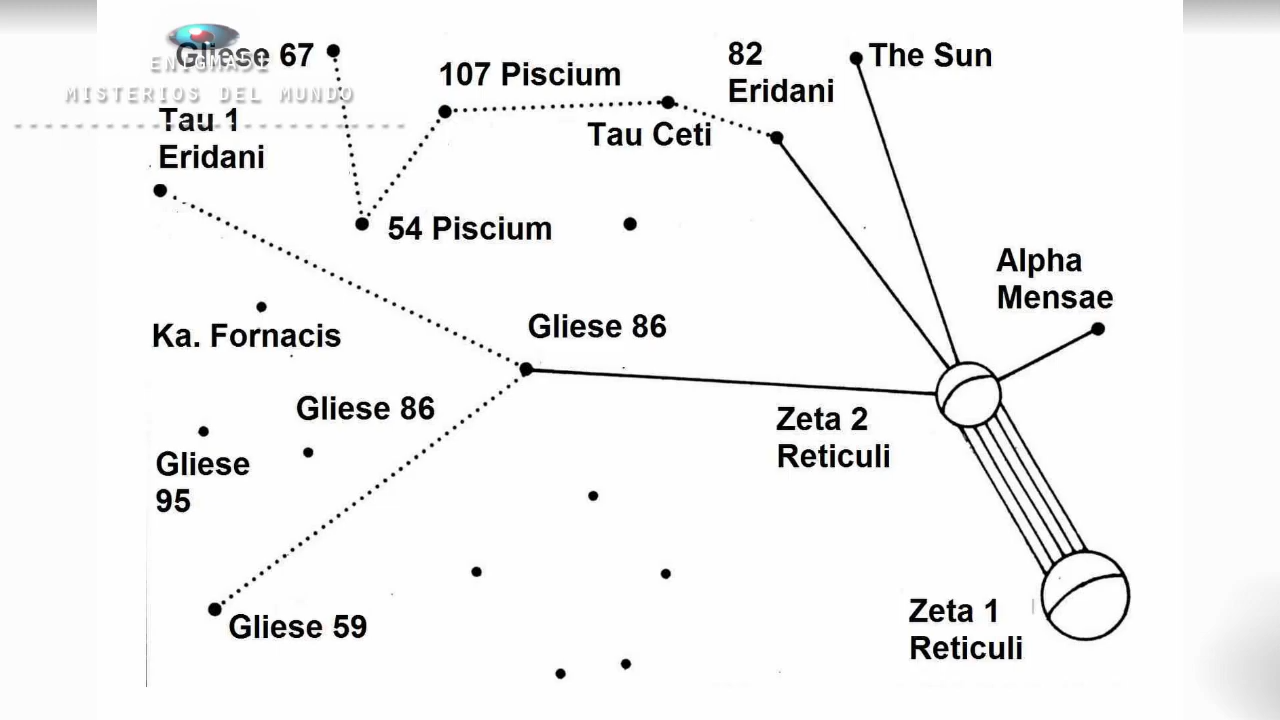 Gliese 67
ENIGMADI
MISTERIOS DEL MUNDO
107 Piscium
82
Eridani
The Sun
Tau 1
Eridani
Tau Ceti
54 Piscium
Alpha
Mensae
Ka. Fornacis
Gliese 86
Gliese 86
Zeta 2
Reticuli
Gliese
95
Zeta 1
Reticuli
Gliese 59